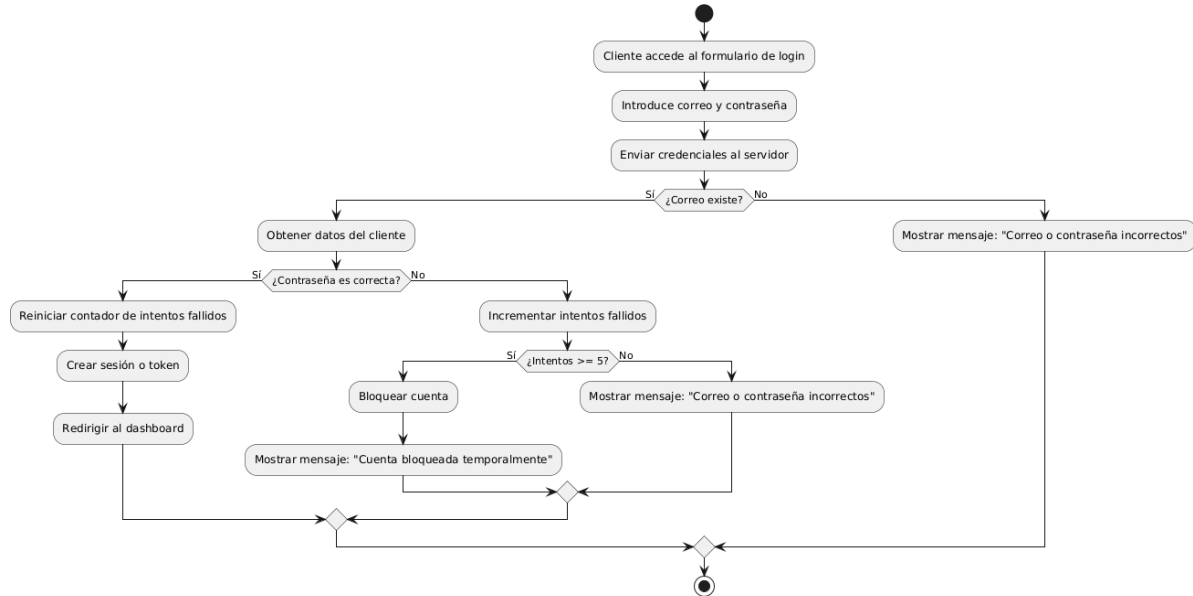 Cliente accede al formulario de login
Introduce correo y contraseña
Enviar credenciales al servidor
Sí
¿Correo existe?
No
Obtener datos del cliente
Mostrar mensaje: "Correo o contraseña incorrectos"
Sí
¿Contraseña es correcta?
No
Reiniciar contador de intentos fallidos
Incrementar intentos fallidos
Crear sesión o token
Sí
¿Intentos >= 5?
No
Bloquear cuenta
Mostrar mensaje: "Correo o contraseña incorrectos"
Redirigir al dashboard
Mostrar mensaje: "Cuenta bloqueada temporalmente"